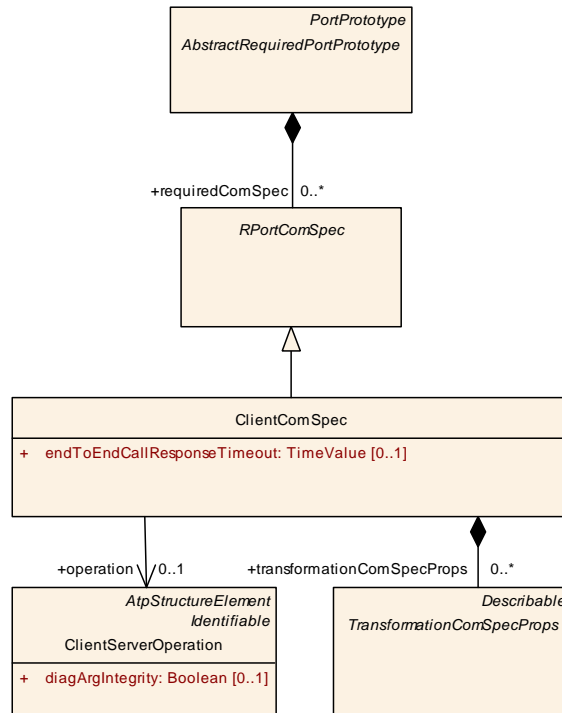 PortPrototype
AbstractRequiredPortPrototype
+requiredComSpec 0..*
RPortComSpec
ClientComSpec
+ endToEndCallResponseTimeout: TimeValue [0..1]
+operation 0..1 +transformationComSpecProps 0..*
AtpStructureElement
Identifiable
ClientServerOperation
+ diagArgIntegrity: Boolean [0..1]
Describable
TransformationComSpecProps